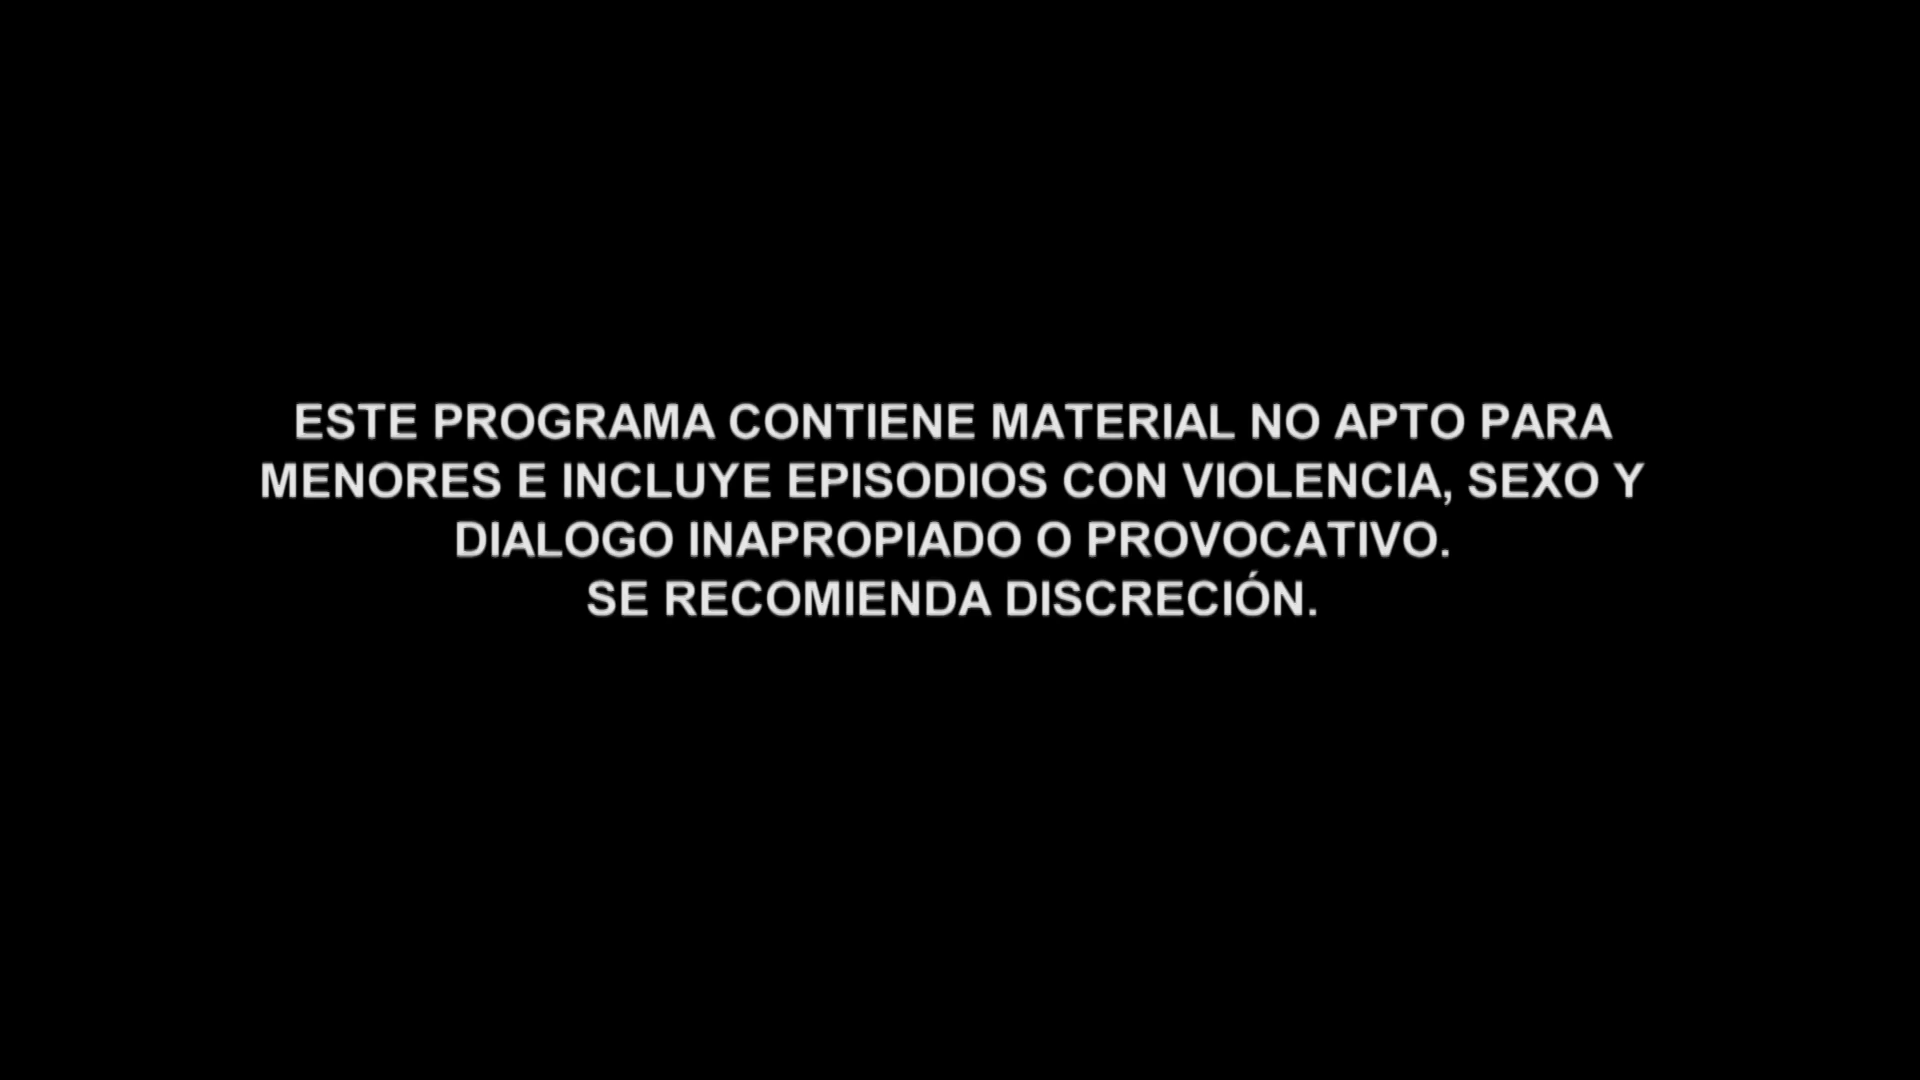 ESTE PROGRAMA CONTIENE MATERIAL NO APTO PARA
MENORES E INCLUYE EPISODIOS CON VIOLENCIA, SEXO Y
DIALOGO INAPROPIADO O PROVOCATIVO.
SE RECOMIENDA DISCRECIÓN.